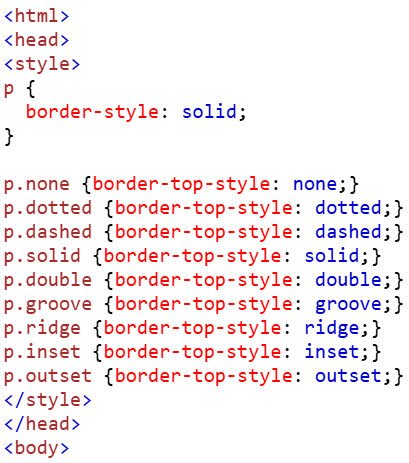 <html>
<head>
<style>
p {
  border-style: solid;
}

p.none {border-top-style: none;}
p.dotted {border-top-style: dotted;}
p.dashed {border-top-style: dashed;}
p.solid {border-top-style: solid;}
p.double {border-top-style: double;}
p.groove {border-top-style: groove;}
p.ridge {border-top-style: ridge;}
p.inset {border-top-style: inset;}
p.outset {border-top-style: outset;}
</style>
</head>
<body>